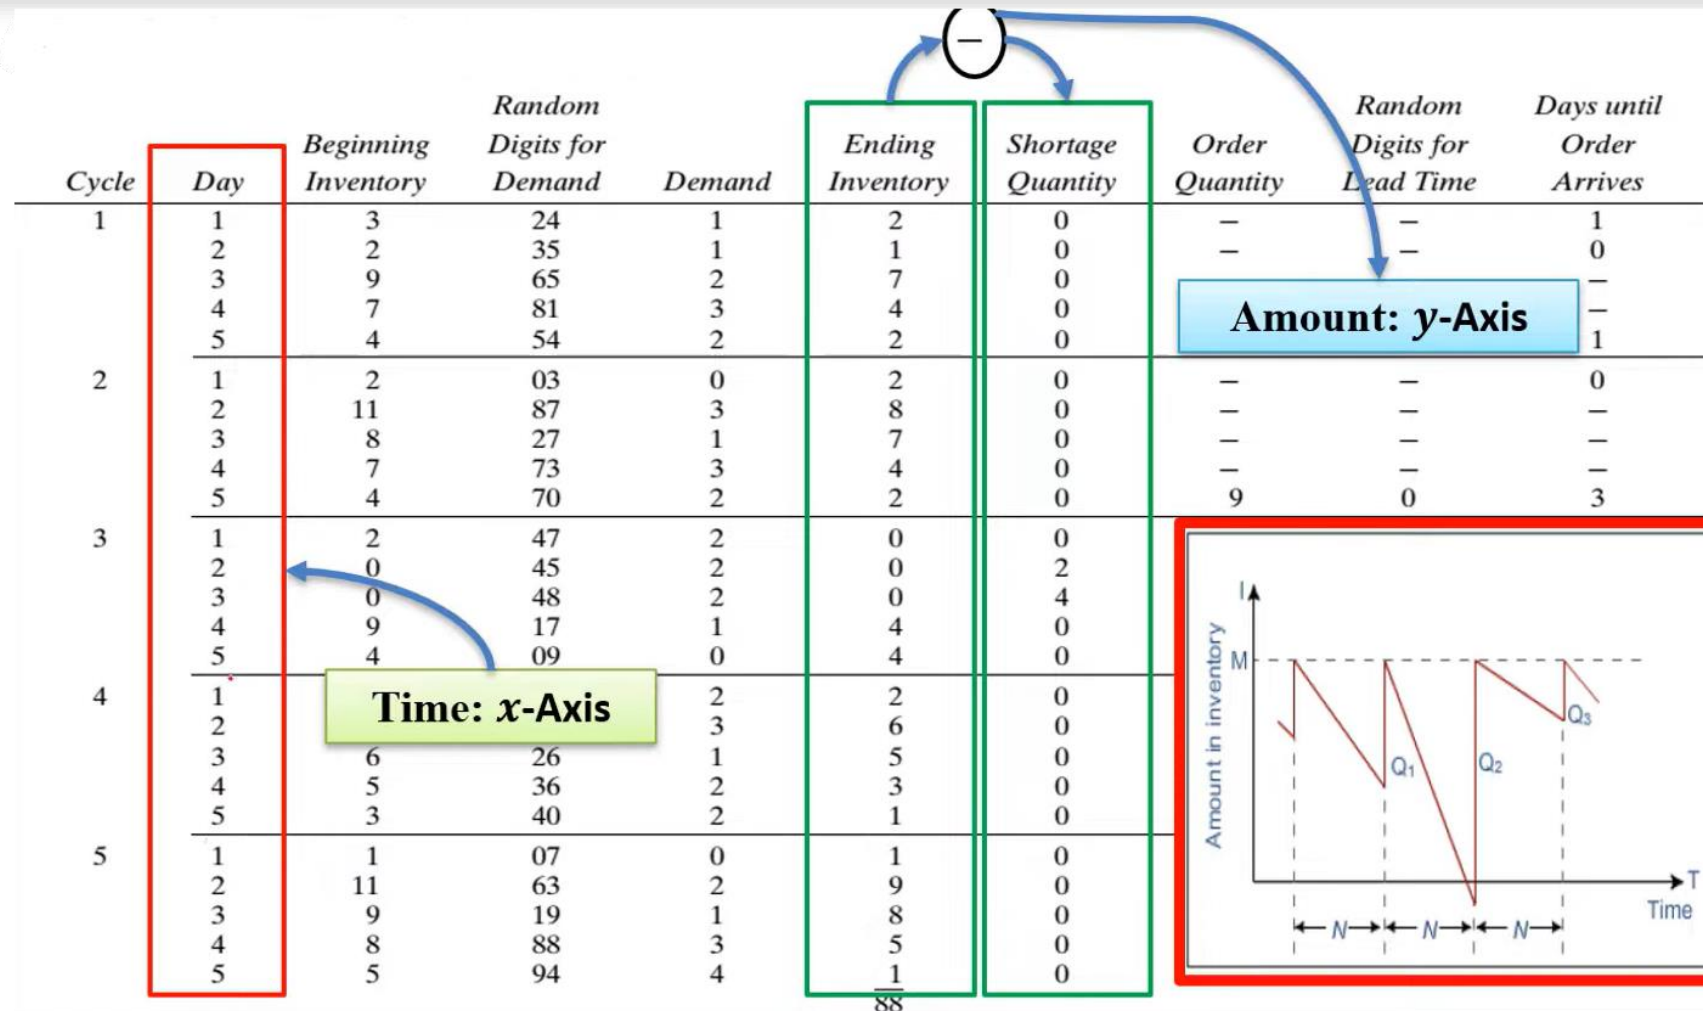 –
Random Random Days until
Beginning Digits for Ending Shortage Order Digits for Order
Cycle Day Inventory Demand Demand Inventory Quantity Quantity Lead Time Arrives
1 1 3 24 1 2 0 – – 1
2 2 35 1 1 0 – – 0
3 9 65 2 7 0 –
4 7 81 3 4 0 –
5 4 54 2 2 0 1
Amount: y-Axis
2 1 2 03 0 2 0 – – 0
2 11 87 3 8 0 – – –
3 8 27 1 7 0 – – –
4 7 73 3 4 0 – – –
5 4 70 2 2 0 9 0 3
3 1 2 47 2 0 0
2 0 45 2 0 2
3 0 48 2 0 4
4 9 17 1 4 0
5 4 09 0 4 0
Time: x-Axis
4 1 2 2 0
2 3 6 0
3 6 26 1 5 0
4 5 36 2 3 0
5 3 40 2 1 0
5 1 1 07 0 1 0
2 11 63 2 9 0
3 9 19 1 8 0
4 8 88 3 5 0
5 5 94 4 1 0
88
I
Amount in inventory
M
Q1
Q2
Q3
T
Time
N N N